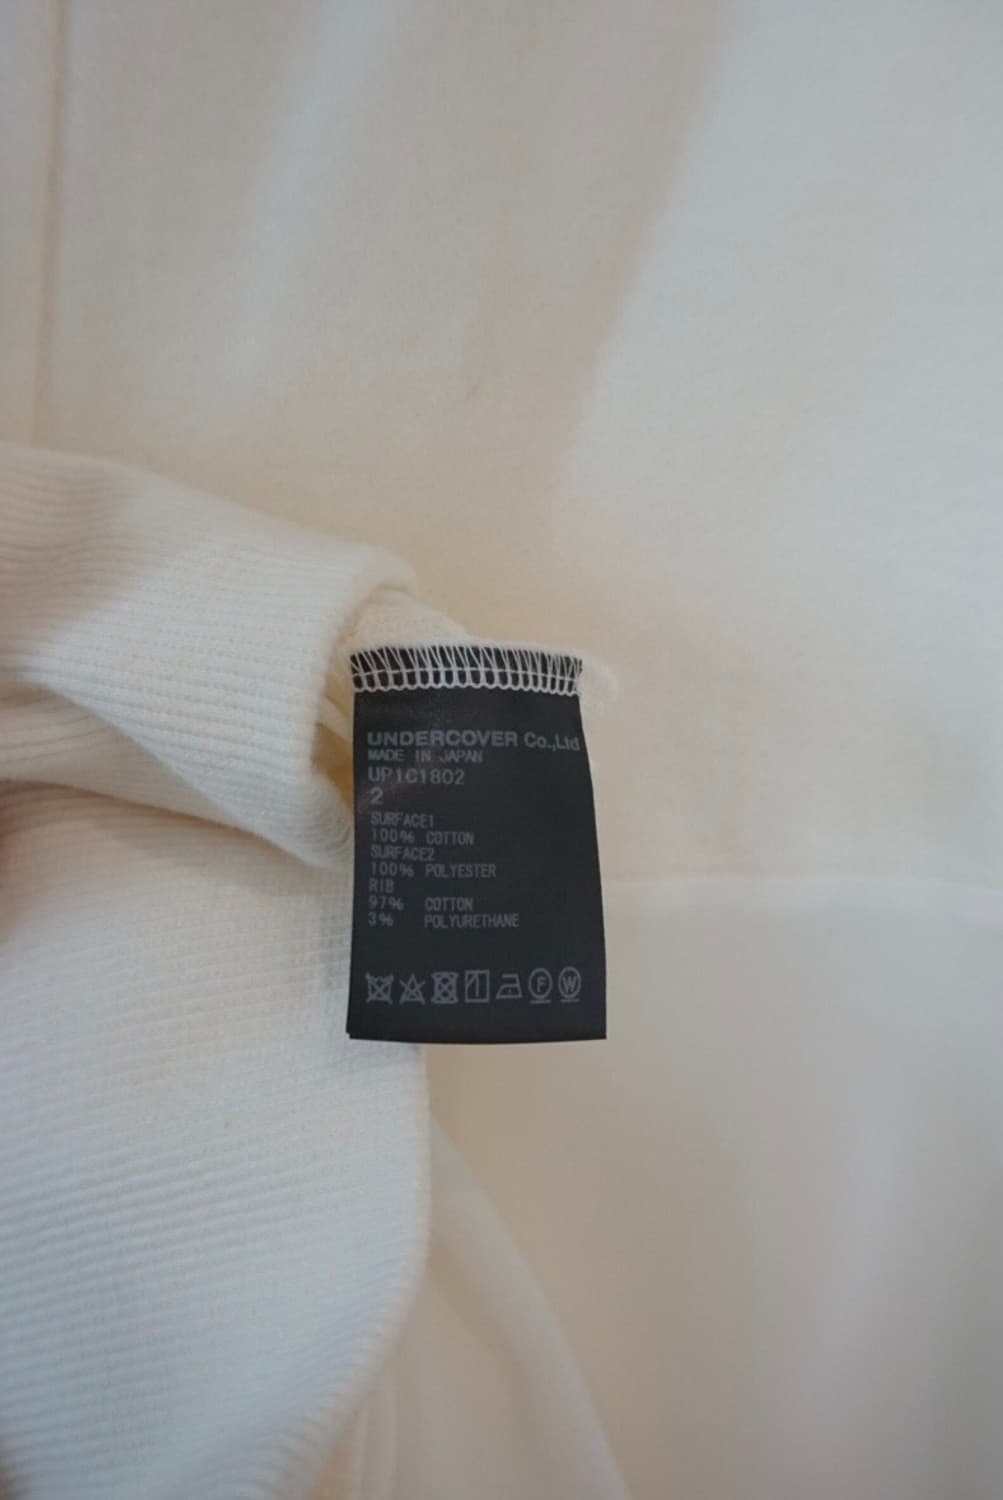 UNDERCOVER Co.,Ltd
MADE IN JAPAN
UP1C1802
2
SURFACE1
100% COTTON
SURFACE2
100% POLYESTER
RIB
97% COTTON
3% POLYURETHANE
F W